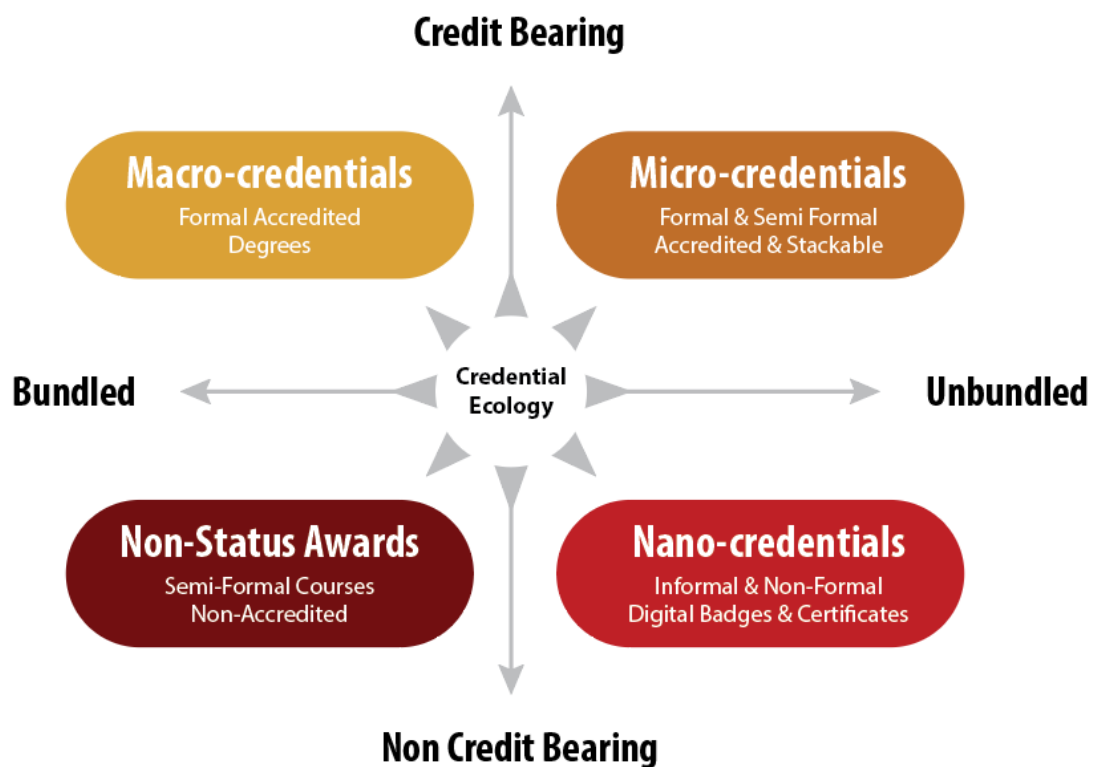 Credit Bearing
Macro-credentials
Formal Accredited
Degrees
Micro-credentials
Formal & Semi Formal
Accredited & Stackable
Bundled
Credential
Ecology
Unbundled
Non-Status Awards
Semi-Formal Courses
Non-Accredited
Nano-credentials
Informal & Non-Formal
Digital Badges & Certificates
Non Credit Bearing